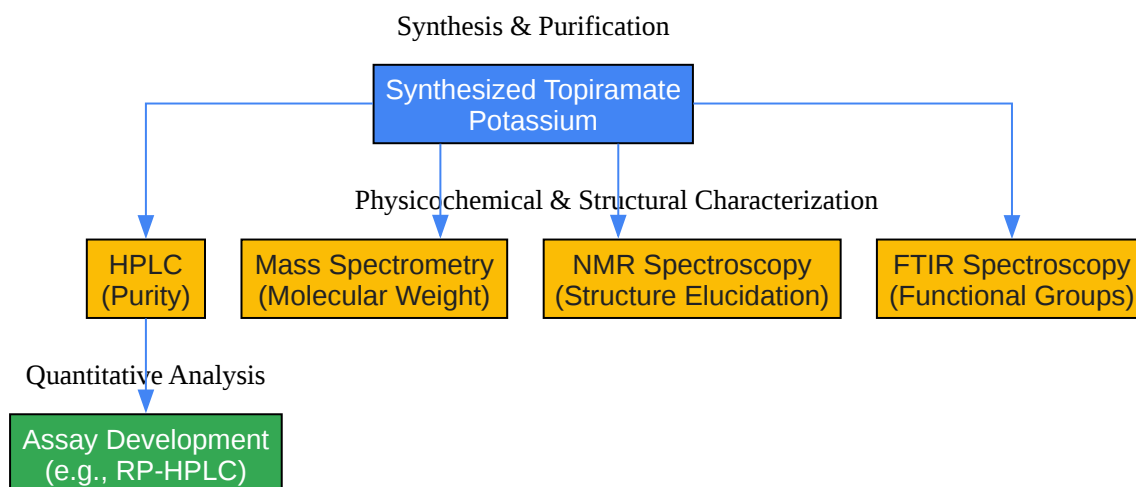 Synthesis & Purification
Synthesized Topiramate
Potassium
Physicochemical & Structural Characterization
HPLC
(Purity)
Mass Spectrometry
(Molecular Weight)
NMR Spectroscopy
(Structure Elucidation)
FTIR Spectroscopy
(Functional Groups)
Quantitative Analysis
Assay Development
(e.g., RP-HPLC)